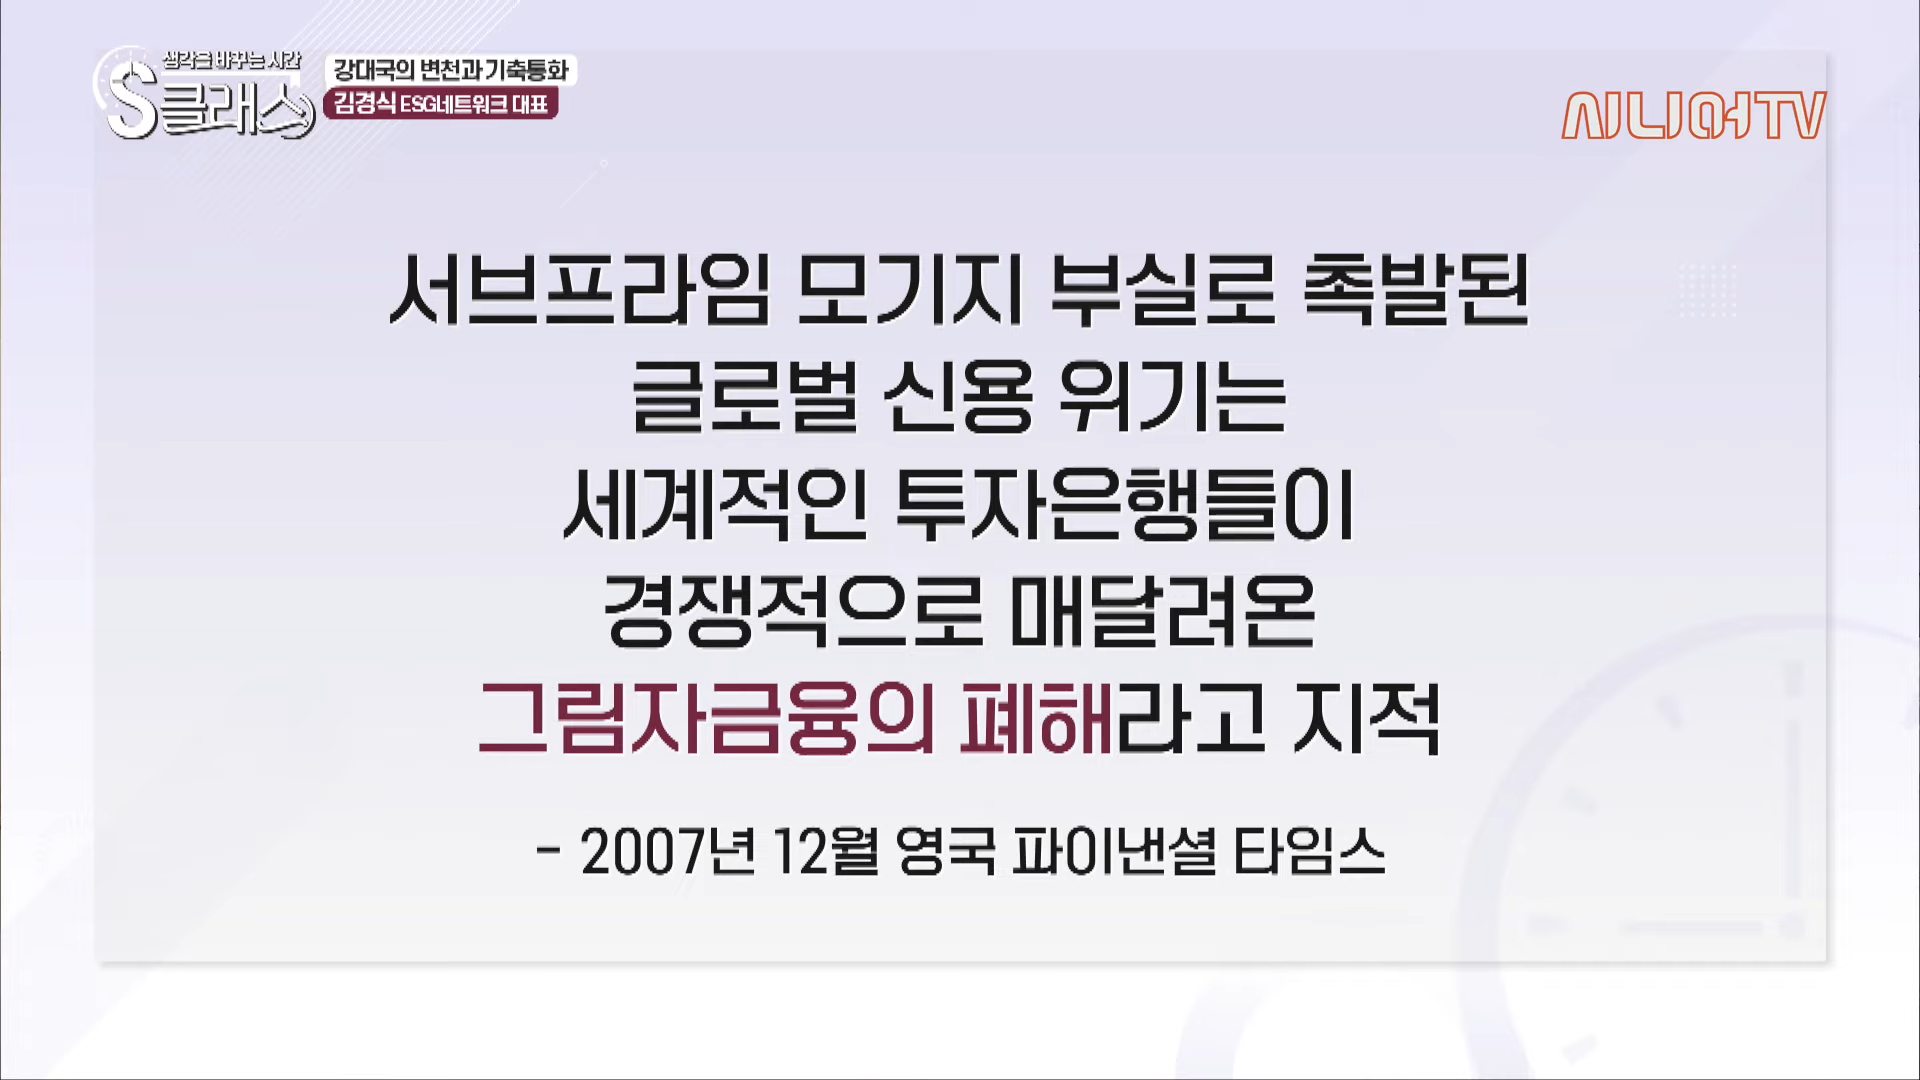 생각을 바꾸는 시간
S클래스
강대국의 변천과 기축통화
김경식 ESG네트워크 대표
시니어TV
서브프라임 모기지 부실로 촉발된
글로벌 신용 위기는
세계적인 투자은행들이
경쟁적으로 매달려온
그림자금융의 폐해라고 지적
- 2007년 12월 영국 파이낸셜 타임스